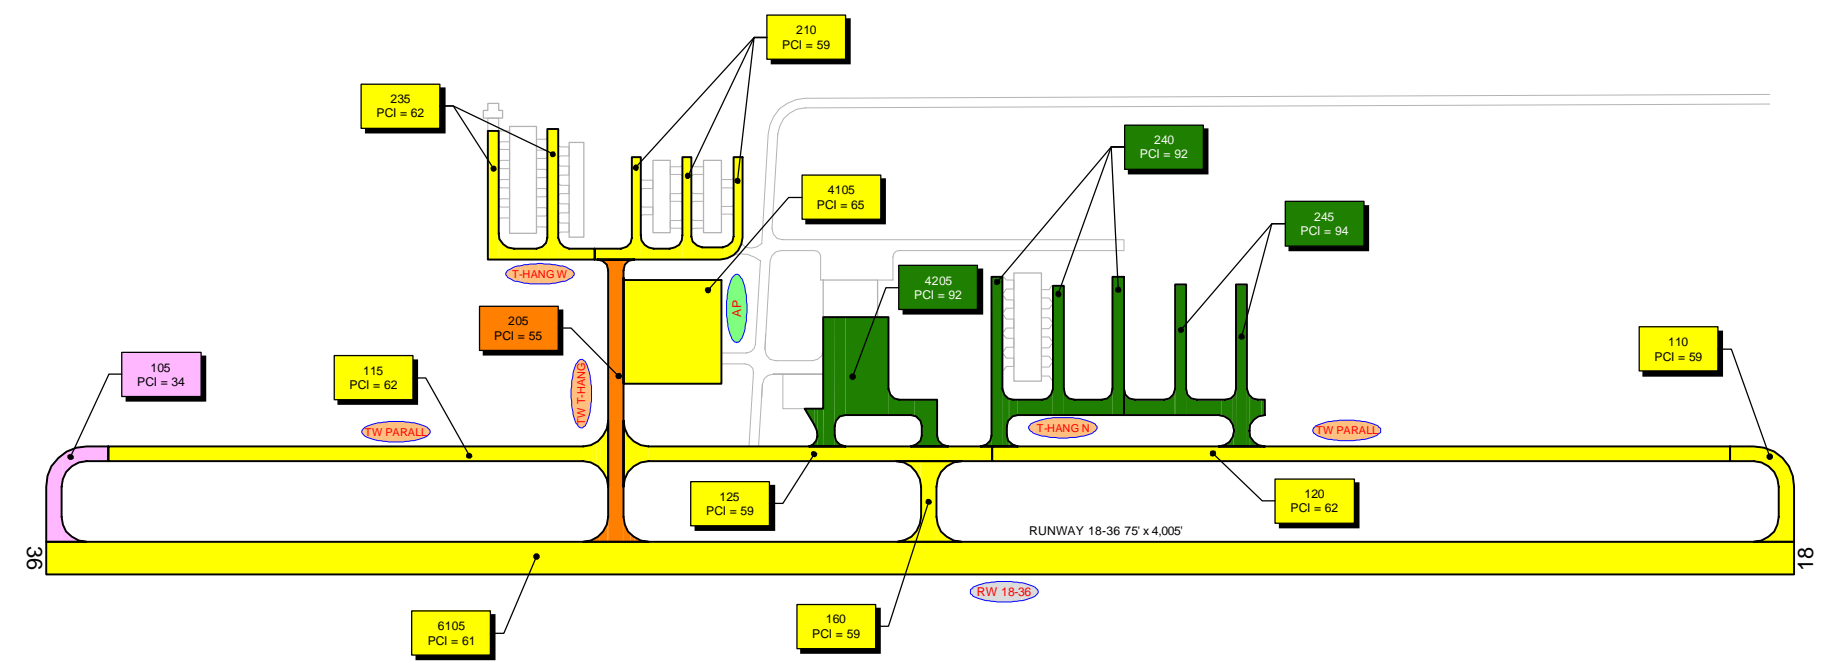 210
PCI = 59
235
PCI = 62
240
PCI = 92
4105
PCI = 65
245
PCI = 94
T-HANG W
AP
4205
PCI = 92
205
PCI = 55
110
PCI = 59
105
PCI = 34
115
PCI = 62
TW T-HANG
TW PARALL
T-HANG N
TW PARALL
125
PCI = 59
120
PCI = 62
RUNWAY 18-36 75' x 4,005'
36
18
RW 18-36
6105
PCI = 61
160
PCI = 59